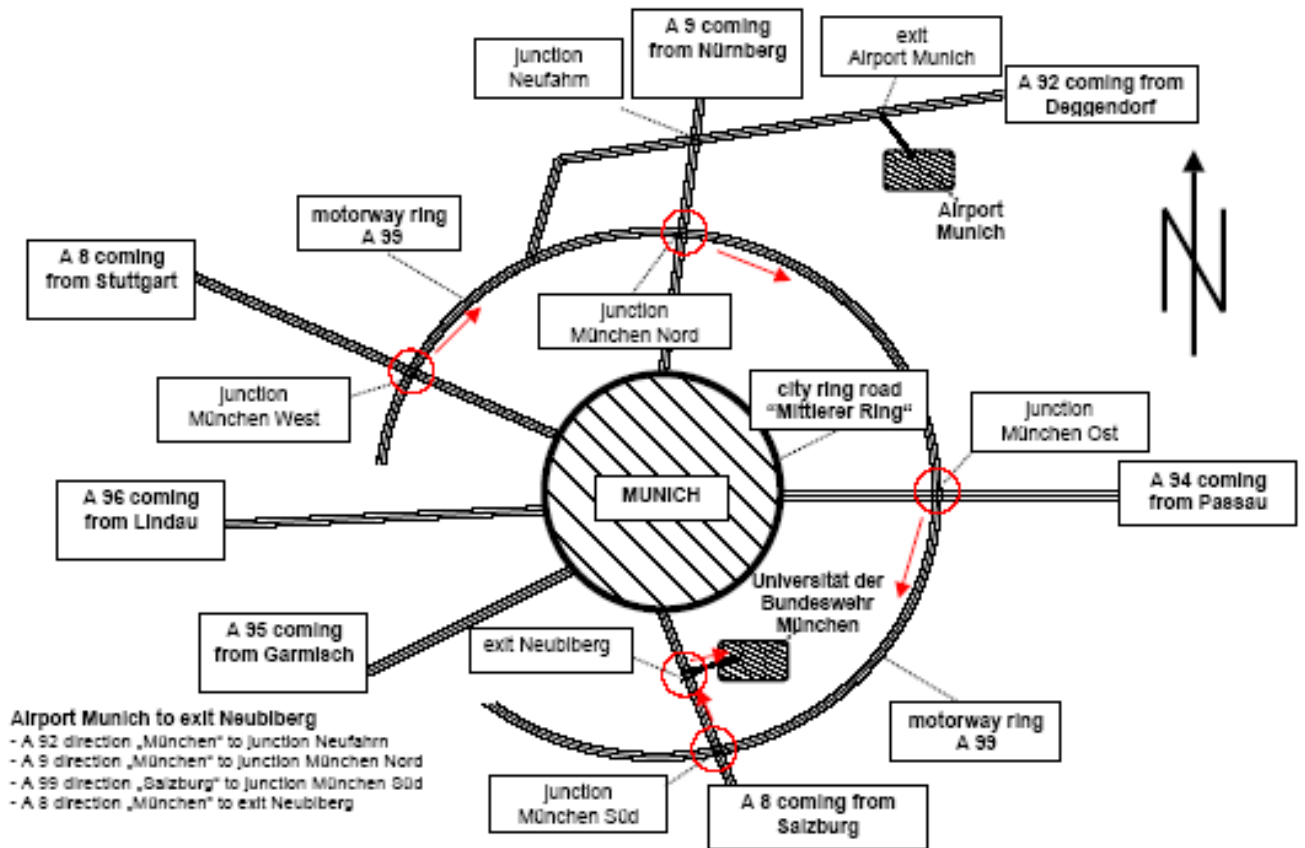 A 9 coming
from Nürnberg
exit
Airport Munich
junction
Neufahrn
A 92 coming from
Deggendorf
motorway ring
A 99
Airport
Munich
N
A 8 coming
from Stuttgart
junction
München Nord
junction
München West
city ring road
"Mittlerer Ring"
junction
München Ost
A 96 coming
from Lindau
MUNICH
A 94 coming
from Passau
Universität der
Bundeswehr
München
A 95 coming
from Garmisch
exit Neubiberg
motorway ring
A 99
Airport Munich to exit Neubiberg
- A 92 direction „München“ to junction Neufahrn
- A 9 direction „München“ to junction München Nord
- A 99 direction „Salzburg“ to junction München Süd
- A 8 direction „München“ to exit Neubiberg
junction
München Süd
A 8 coming from
Salzburg